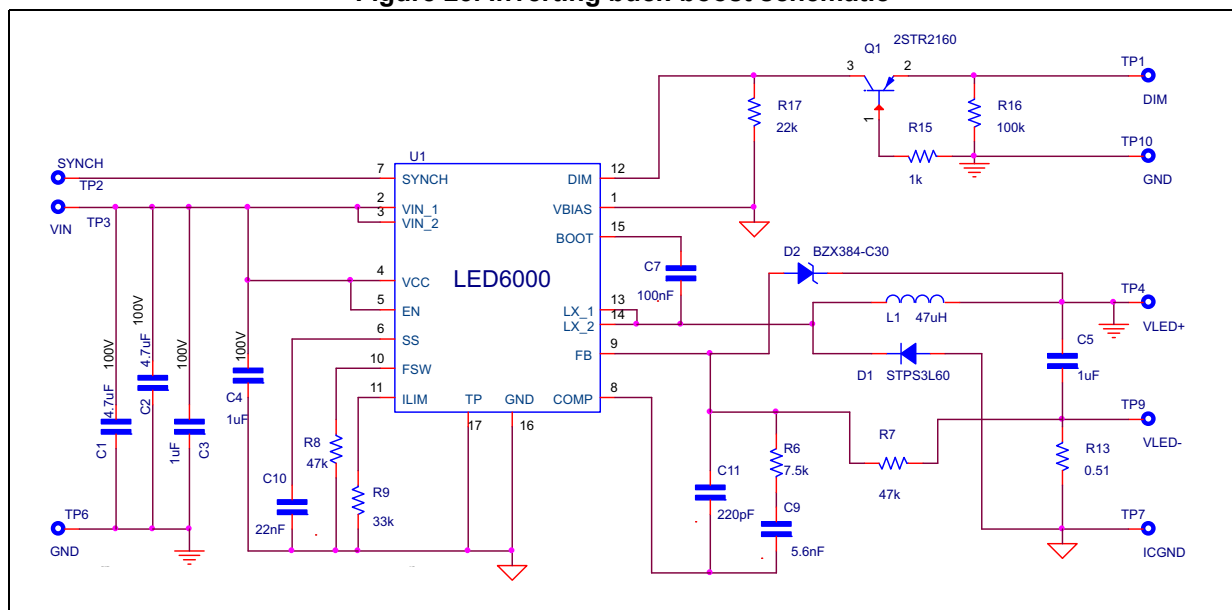 Figure Inverting buck-boost schematic
2STR2160
Q1
3
2
1
TP1
DIM
R17
22k
R16
100k
R15
1k
TP10
GND
SYNCH
TP2
VIN
TP3
U1
LED6000
7
SYNCH
2
VIN_1
3
VIN_2
4
VCC
5
EN
6
SS
10
FSW
11
ILIM
TP
17
GND
16
12
DIM
1
VBIAS
15
BOOT
13
LX_1
14
LX_2
9
FB
8
COMP
C7
100nF
D2
BZX384-C30
L1
47uH
D1
STPS3L60
TP4
VLED+
C5
1uF
TP9
VLED-
R13
0.51
TP7
ICGND
R7
47k
R6
7.5k
C9
5.6nF
C11
220pF
4.7uF
100V
C1
4.7uF
100V
C2
1uF
100V
C3
100V
C4
1uF
R8
47k
R9
33k
C10
22nF
TP6
GND